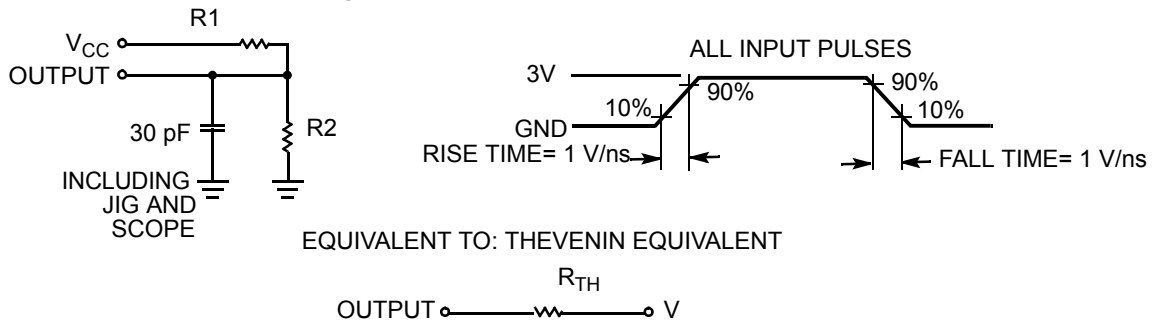 R1
V_CC
OUTPUT
30 pF
R2
INCLUDING
JIG AND
SCOPE
ALL INPUT PULSES
3V
90%
10%
GND
90%
10%
RISE TIME= 1 V/ns
FALL TIME= 1 V/ns
EQUIVALENT TO: THEVENIN EQUIVALENT
R_TH
OUTPUT
V